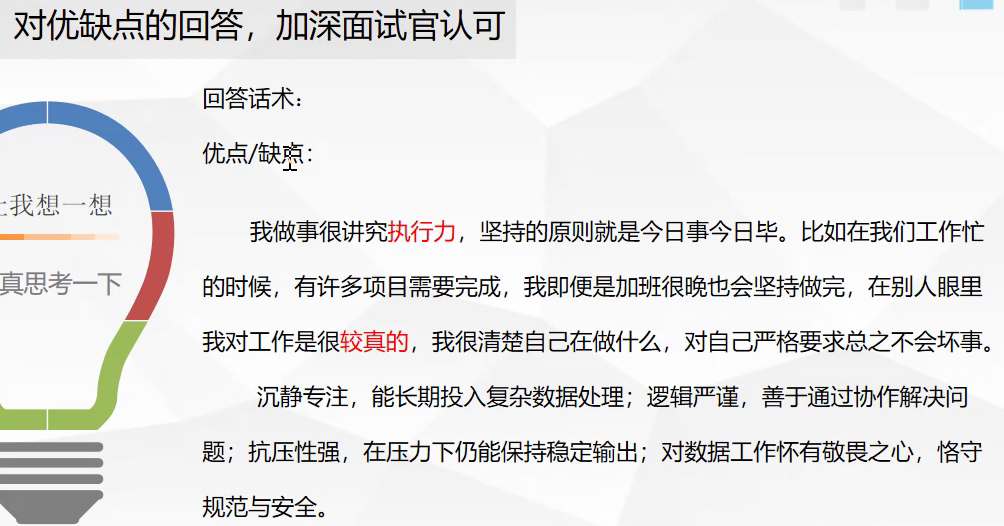 对优缺点的回答，加深面试官认可
回答话术：
优点/缺点：
让我想一想
真思考一下
我做事很讲究执行力，坚持的原则就是今日事今日毕。比如在我们工作忙
的时候，有许多项目需要完成，我即便是加班很晚也会坚持做完，在别人眼里
我对工作是很较真的，我很清楚自己在做什么，对自己严格要求总之不会坏事。
沉静专注，能长期投入复杂数据处理；逻辑严谨，善于通过协作解决问
题；抗压性强，在压力下仍能保持稳定输出；对数据工作怀有敬畏之心，恪守
规范与安全。